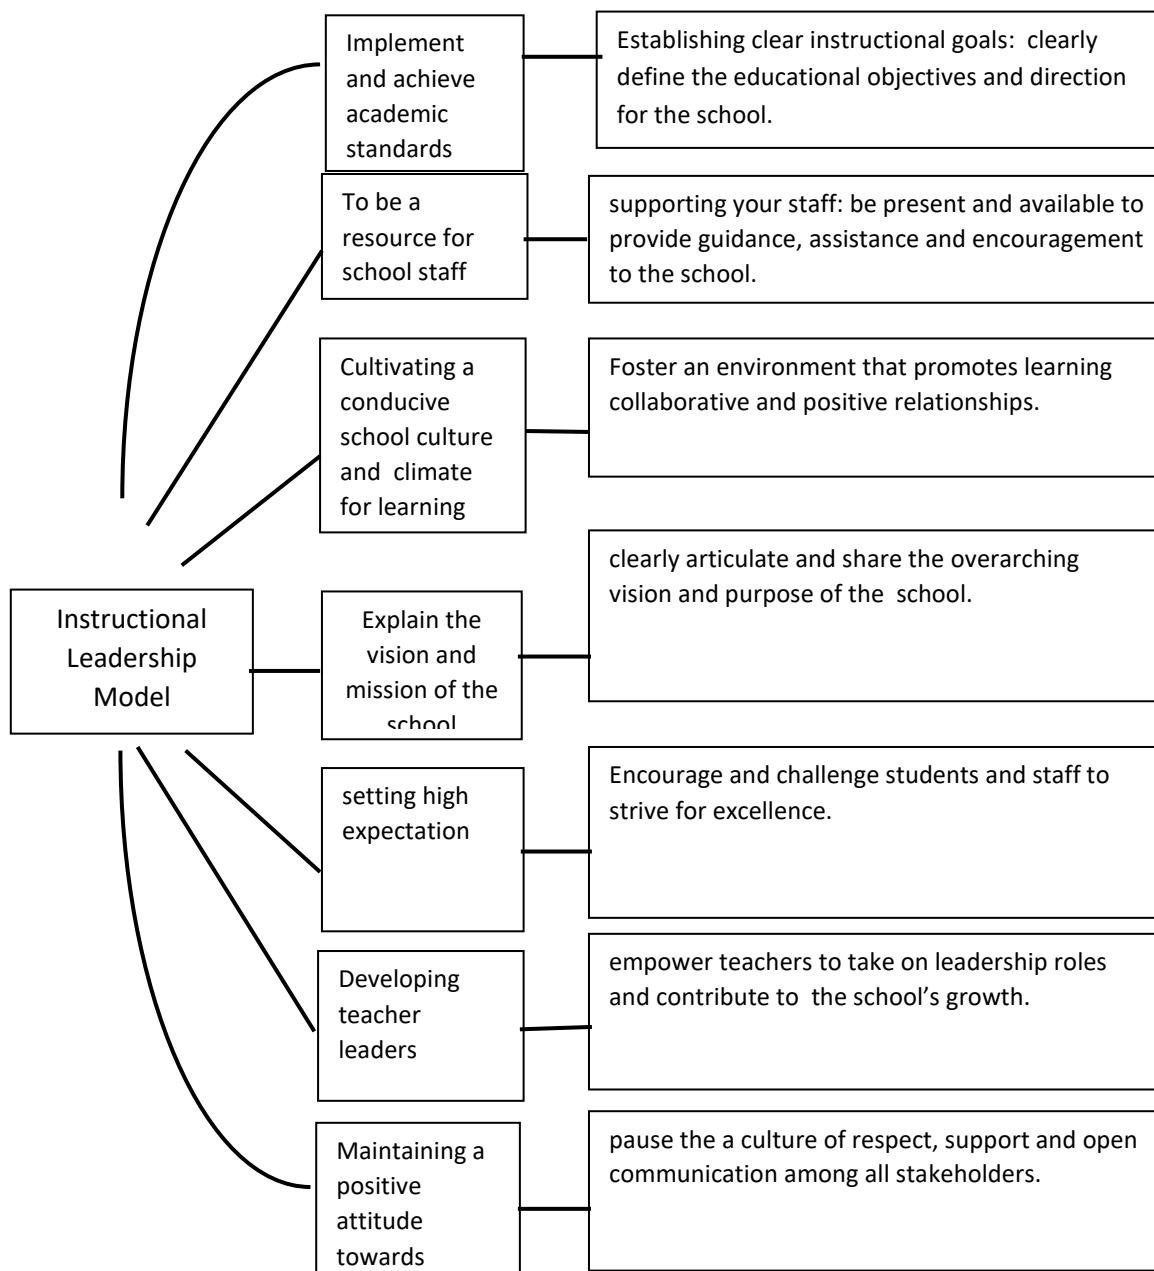 Implement
and achieve
academic
standards
Establishing clear instructional goals:  clearly
define the educational objectives and direction
for the school.
To be a
resource for
school staff
supporting your staff: be present and available to
provide guidance, assistance and encouragement
to the school.
Cultivating a
conducive
school culture
and  climate
for learning
Foster an environment that promotes learning
collaborative and positive relationships.
Instructional
Leadership
Model
Explain the
vision and
mission of the
school
clearly articulate and share the overarching
vision and purpose of the  school.
setting high
expectation
Encourage and challenge students and staff to
strive for excellence.
Developing
teacher
leaders
empower teachers to take on leadership roles
and contribute to  the school’s growth.
Maintaining a
positive
attitude
towards
pause the a culture of respect, support and open
communication among all stakeholders.